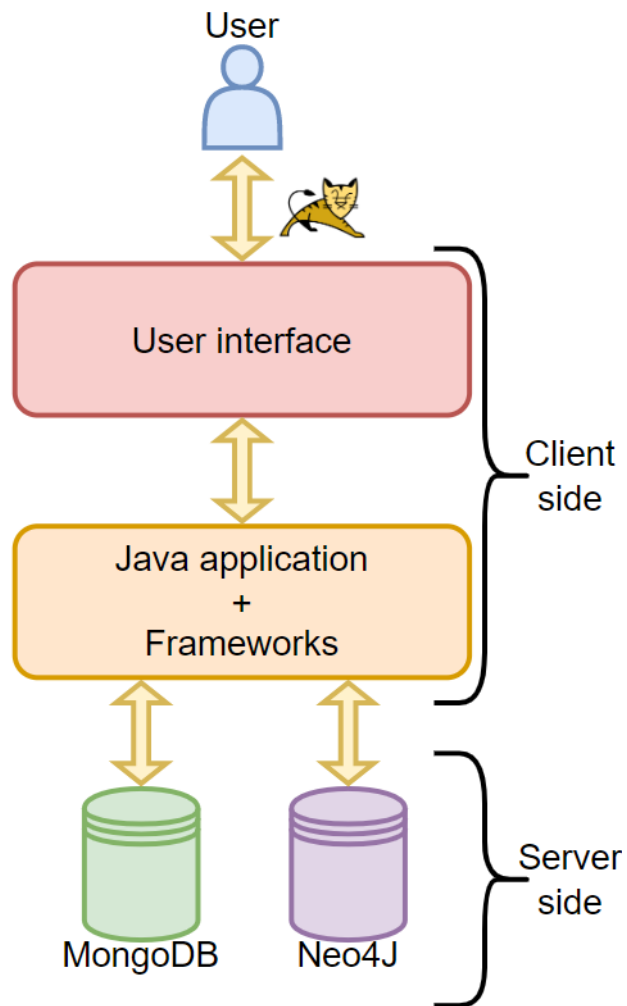 User
User interface
Client
side
Java application
+
Frameworks
Server
side
MongoDB
Neo4J